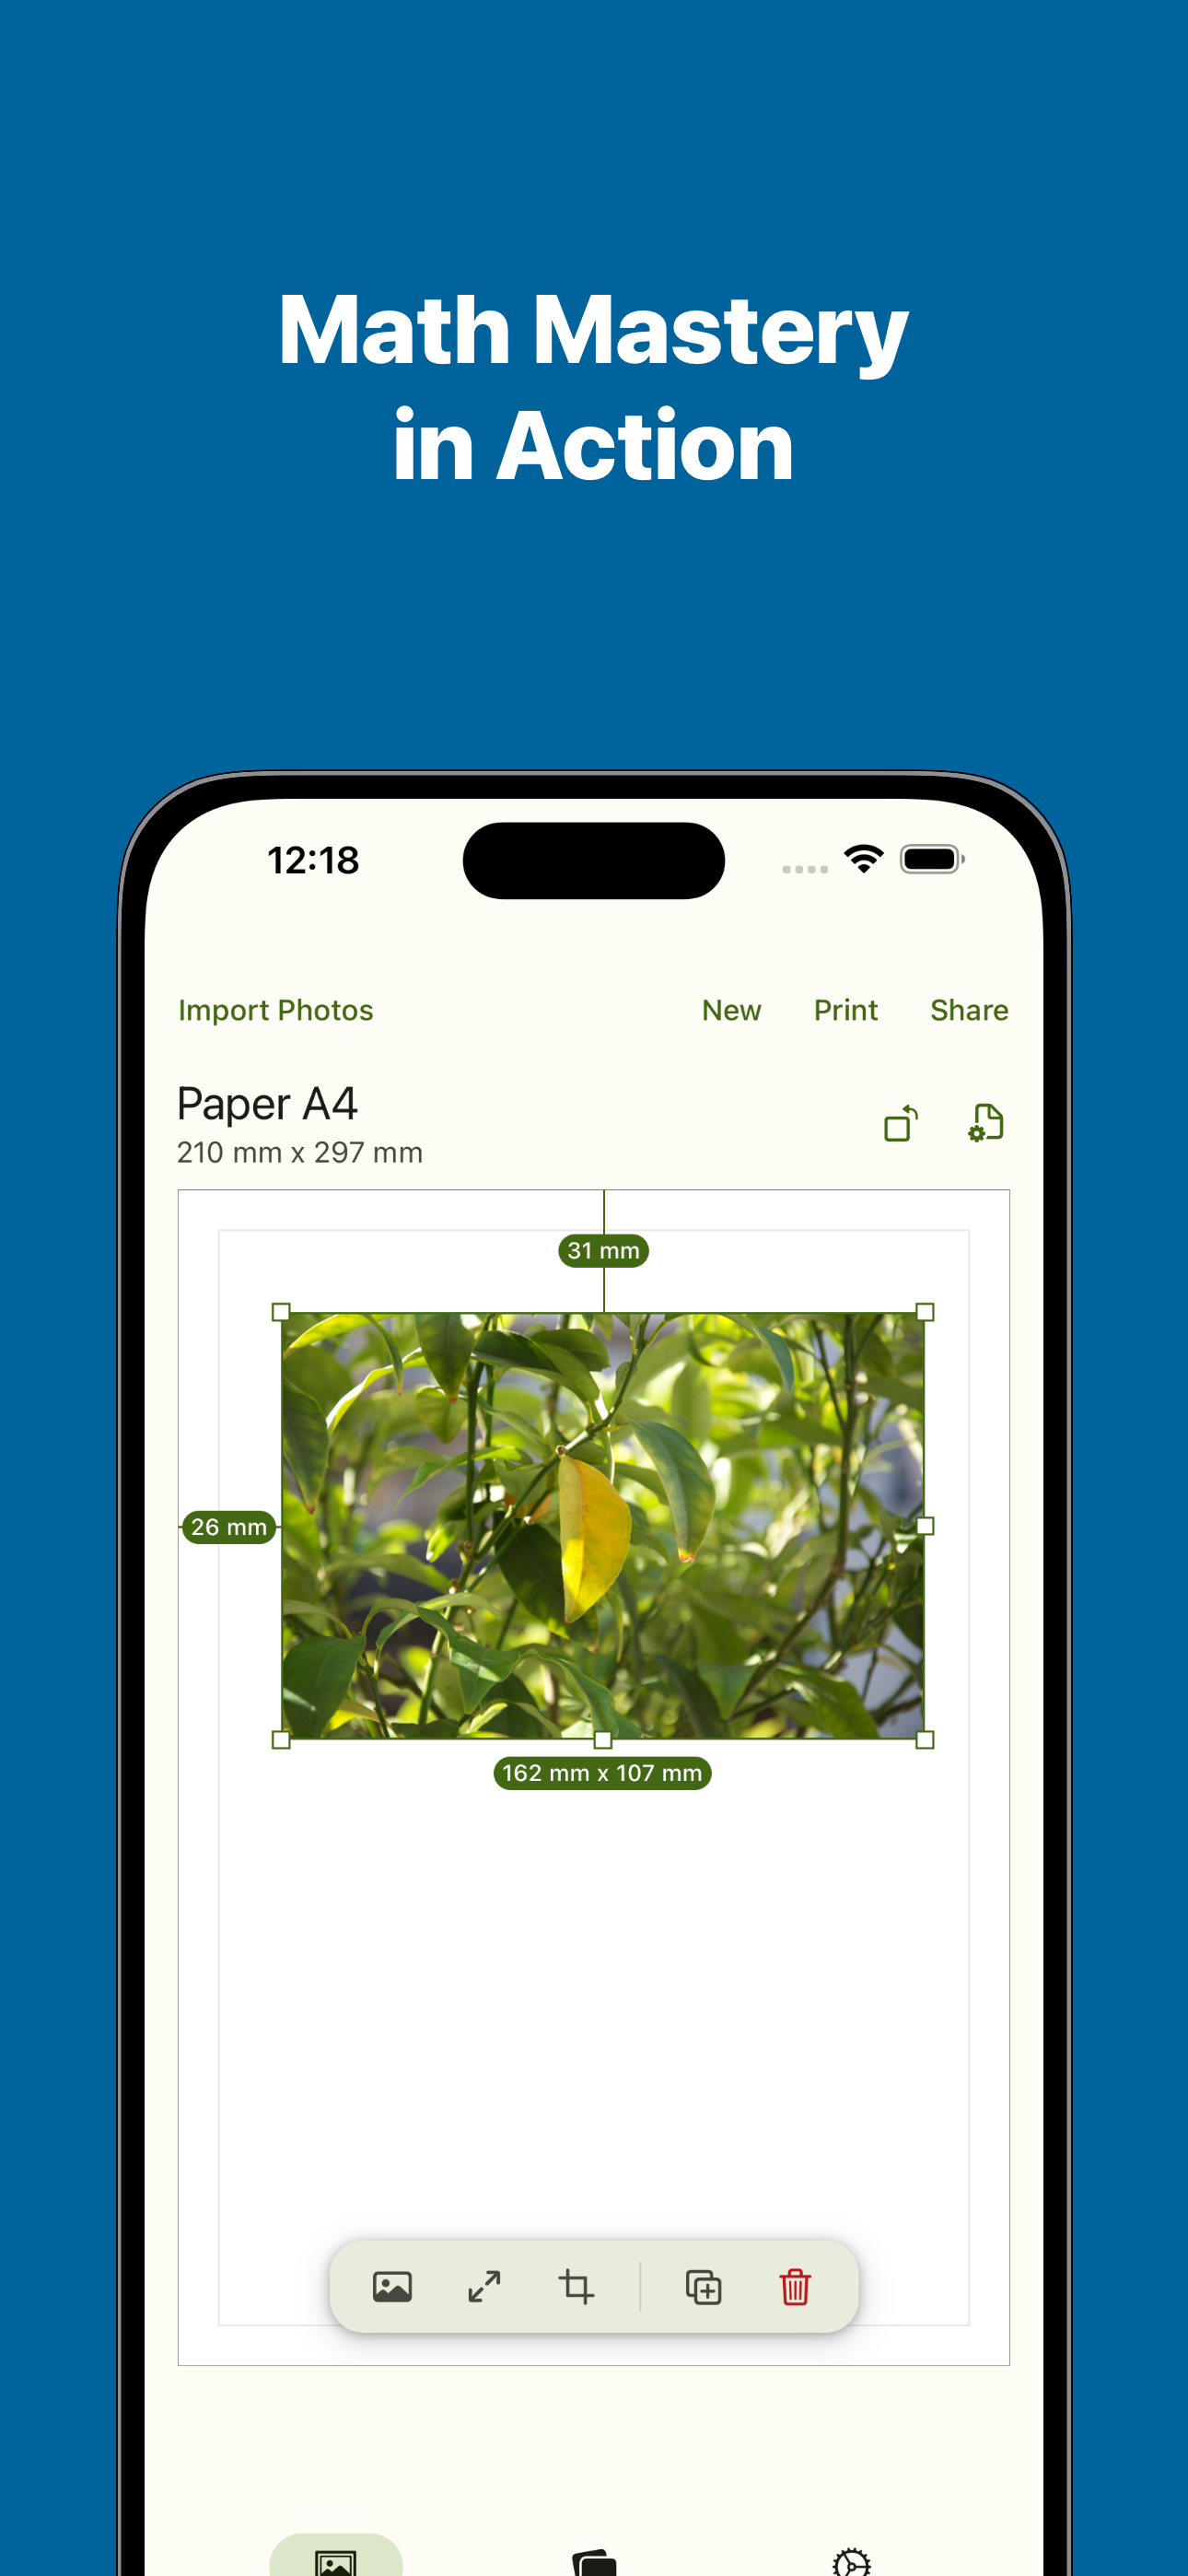 Math Mastery
in Action
12:18
Import Photos New Print Share
Paper A4
210 mm x 297 mm
31 mm
26 mm
162 mm x 107 mm